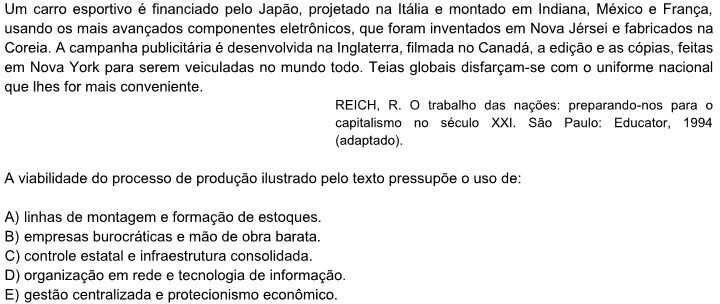 Um carro esportivo é financiado pelo Japão, projetado na Itália e montado em Indiana, México e França,
usando os mais avançados componentes eletrônicos, que foram inventados em Nova Jérsei e fabricados na
Coreia. A campanha publicitária é desenvolvida na Inglaterra, filmada no Canadá, a edição e as cópias, feitas
em Nova York para serem veiculadas no mundo todo. Teias globais disfarçam-se com o uniforme nacional
que lhes for mais conveniente.
REICH, R. O trabalho das nações: preparando-nos para o
capitalismo no século XXI. São Paulo: Educator, 1994
(adaptado).
A viabilidade do processo de produção ilustrado pelo texto pressupõe o uso de:
A) linhas de montagem e formação de estoques.
B) empresas burocráticas e mão de obra barata.
C) controle estatal e infraestrutura consolidada.
D) organização em rede e tecnologia de informação.
E) gestão centralizada e protecionismo econômico.